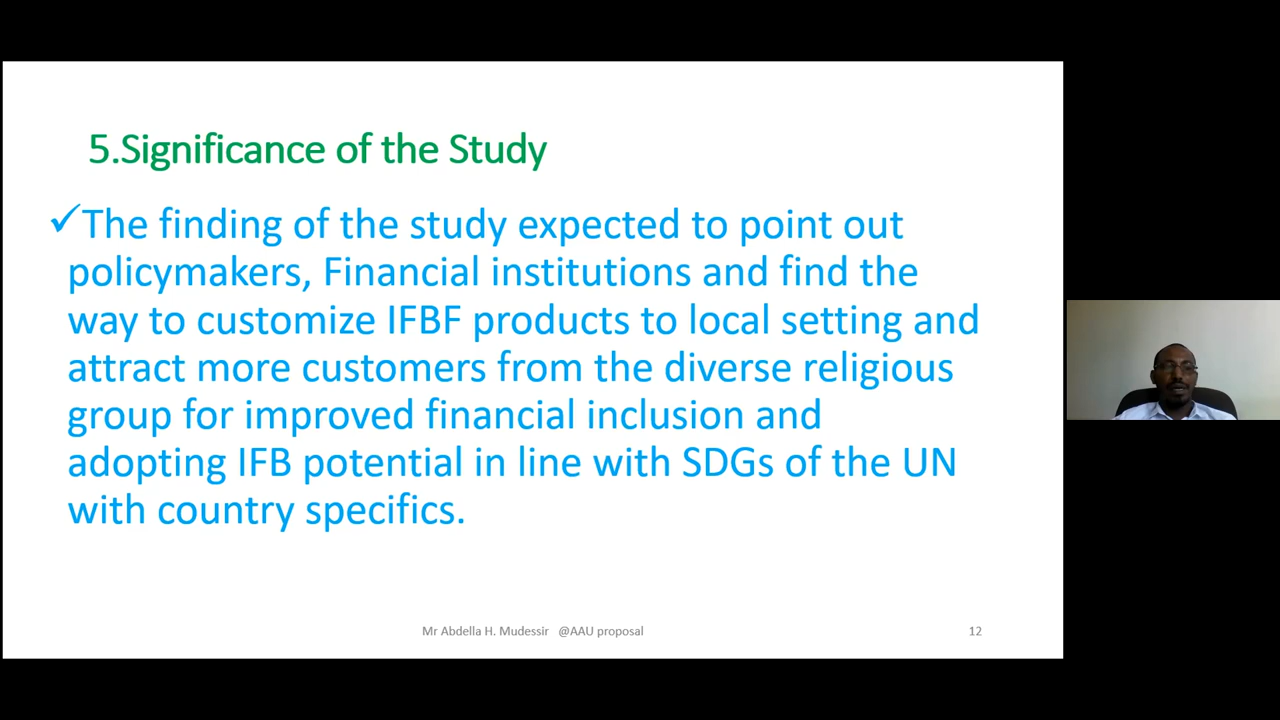 5.Significance of the Study
✓The finding of the study expected to point out
policymakers, Financial institutions and find the
way to customize IFBF products to local setting and
attract more customers from the diverse religious
group for improved financial inclusion and
adopting IFB potential in line with SDGs of the UN
with country specifics.
Mr Abdella H. Mudessir @AAU proposal
12